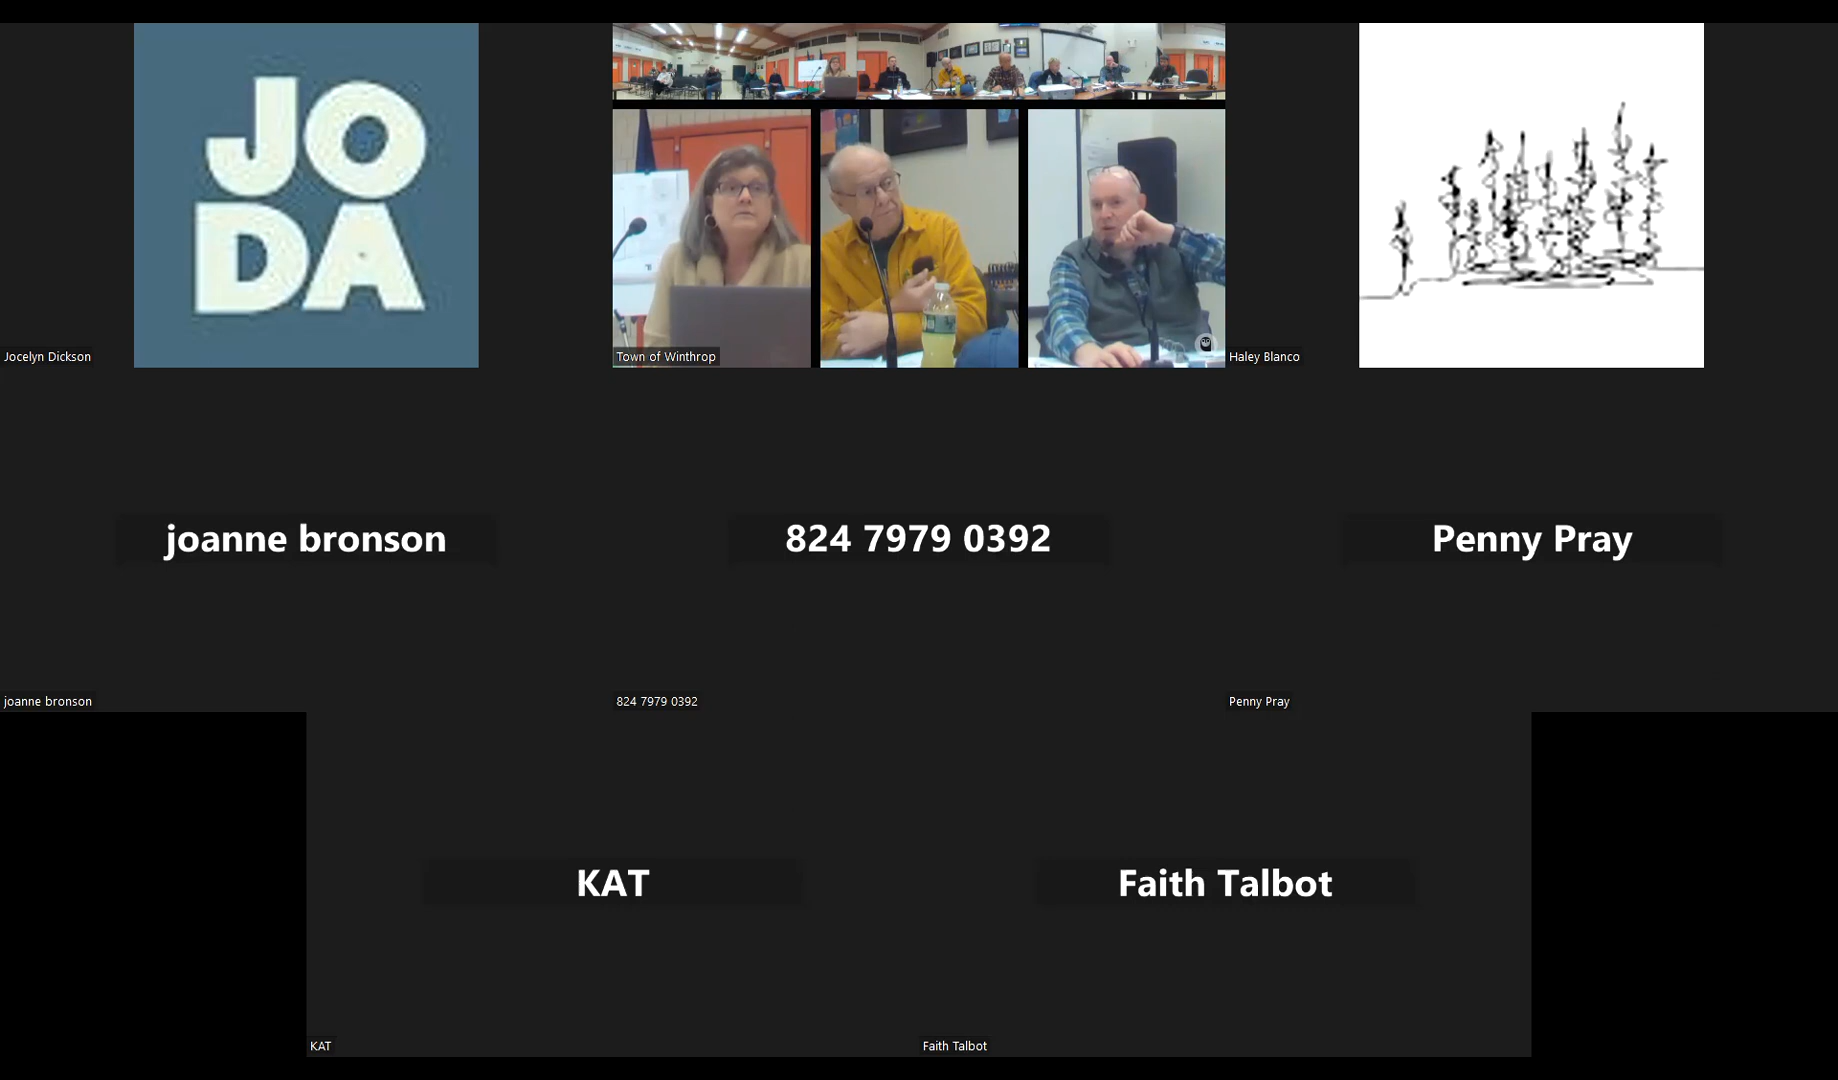 JO
DA
Jocelyn Dickson
Town of Winthrop
Haley Blanco
joanne bronson
824 7979 0392
Penny Pray
joanne bronson
824 7979 0392
Penny Pray
KAT
Faith Talbot
KAT
Faith Talbot